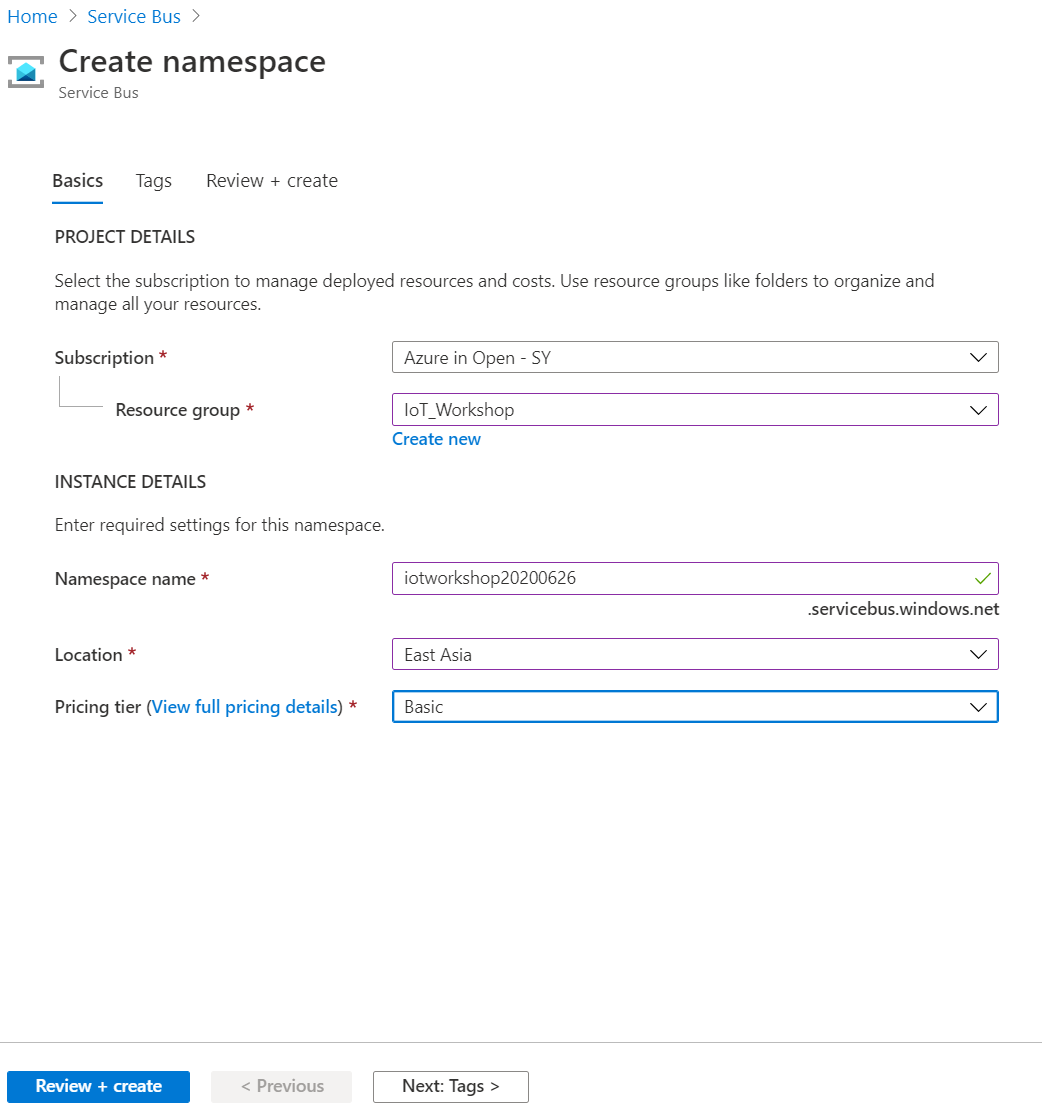 Home > Service Bus >
Create namespace
Service Bus
Basics Tags Review + create
PROJECT DETAILS
Select the subscription to manage deployed resources and costs. Use resource groups like folders to organize and
manage all your resources.
Subscription * Azure in Open - SY
Resource group * IoT_Workshop
Create new
INSTANCE DETAILS
Enter required settings for this namespace.
Namespace name * iotworkshop20200626
.servicebus.windows.net
Location * East Asia
Pricing tier (View full pricing details) * Basic
Review + create < Previous Next: Tags >